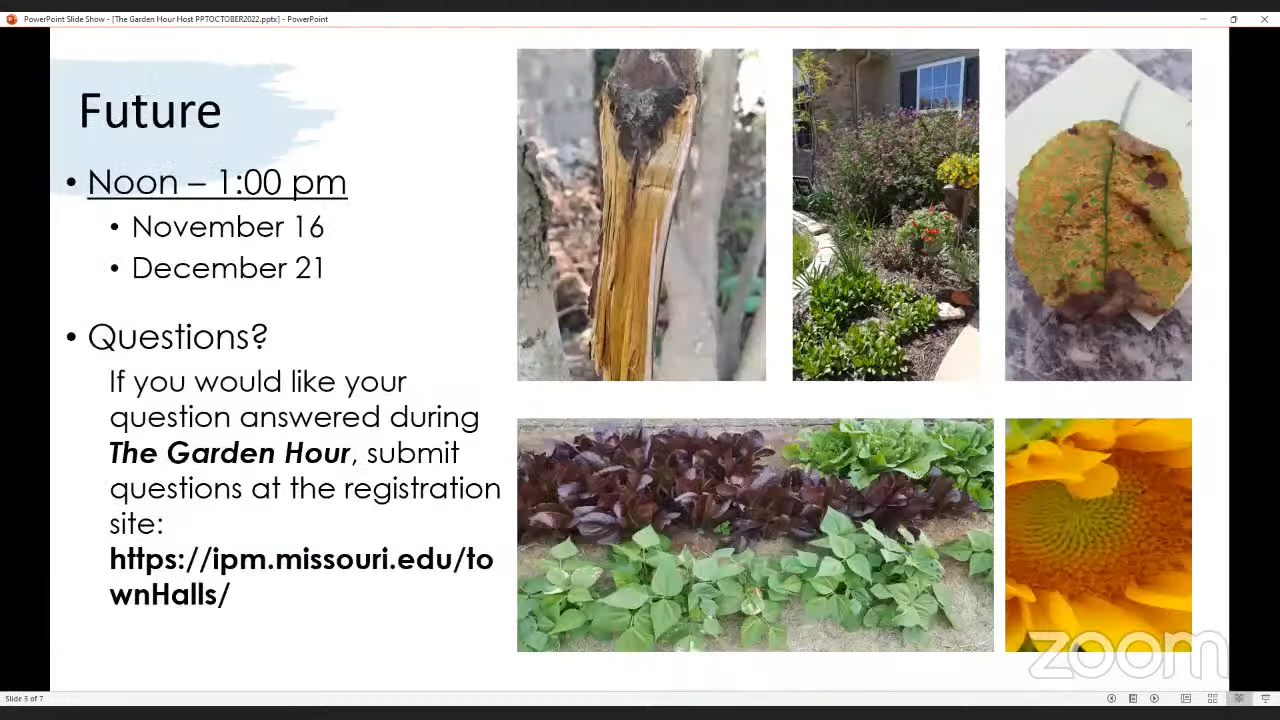 PowerPoint Slide Show - [The Garden Hour Host PPTOCTOBER2022.pptx] - PowerPoint
Future
• Noon – 1:00 pm
• November 16
• December 21
• Questions?
If you would like your
question answered during
The Garden Hour, submit
questions at the registration
site:
https://ipm.missouri.edu/to
wnHalls/
zoom
Slide 5 of 7